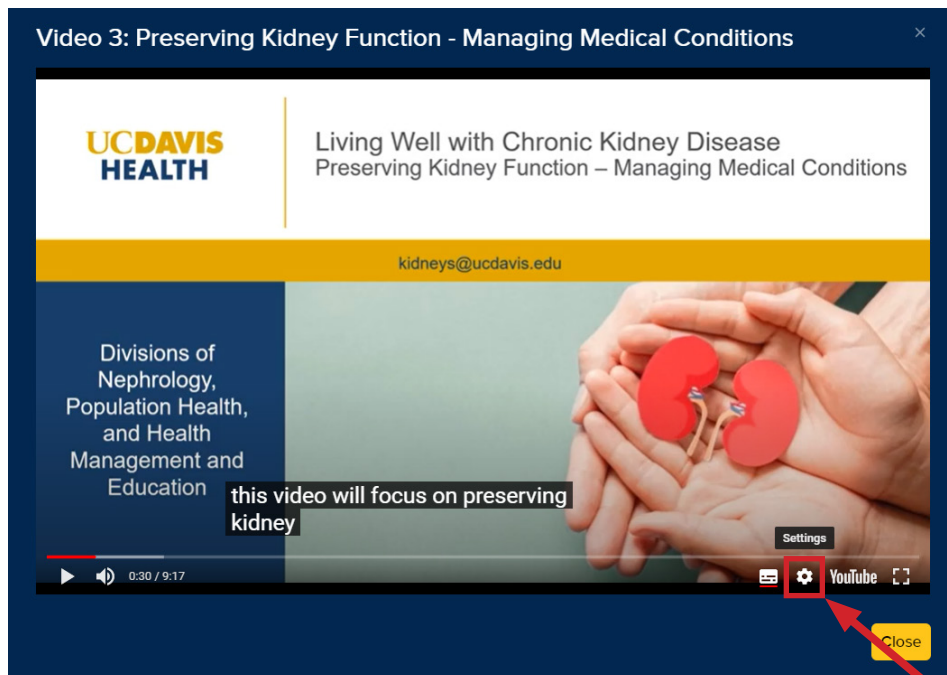 Video 3: Preserving Kidney Function - Managing Medical Conditions
UCDAVIS
HEALTH
Living Well with Chronic Kidney Disease
Preserving Kidney Function – Managing Medical Conditions
kidneys@ucdavis.edu
Divisions of
Nephrology,
Population Health,
and Health
Management and
Education
this video will focus on preserving
kidney
Settings
0:30 / 9:17
YouTube
Close